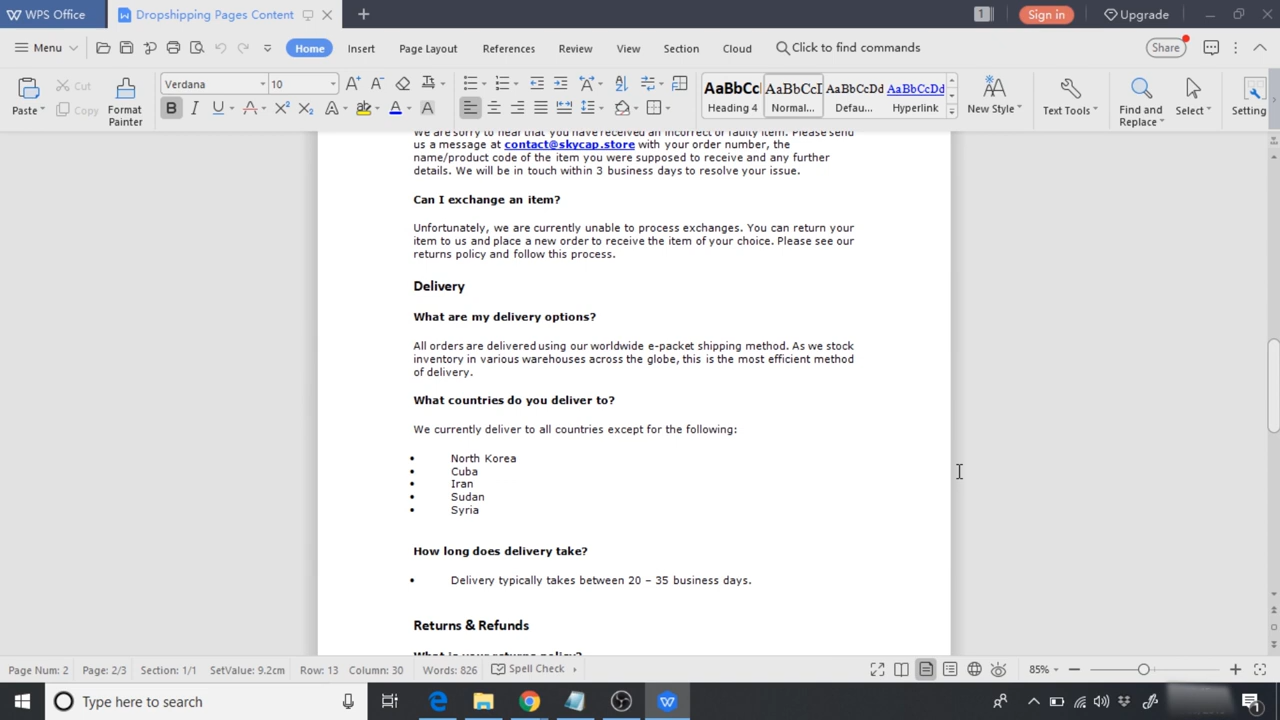 WPS Office
Dropshipping Pages Content
1
Sign in
Upgrade
Menu
Home
Insert
Page Layout
References
Review
View
Section
Cloud
Click to find commands
Share
Paste
Cut
Copy
Format
Painter
Verdana
10
AaBbCc
Heading 4
AaBbCcD
Normal...
AaBbCcDd
Defau...
AaBbCcDd
Hyperlink
New Style
Text Tools
Find and
Replace
Select
Setting
We are sorry to hear that you have received an incorrect or faulty item. Please send
us a message at contact@skycap.store with your order number, the
name/product code of the item you were supposed to receive and any further
details. We will be in touch within 3 business days to resolve your issue.
Can I exchange an item?
Unfortunately, we are currently unable to process exchanges. You can return your
item to us and place a new order to receive the item of your choice. Please see our
returns policy and follow this process.
Delivery
What are my delivery options?
All orders are delivered using our worldwide e-packet shipping method. As we stock
inventory in various warehouses across the globe, this is the most efficient method
of delivery.
What countries do you deliver to?
We currently deliver to all countries except for the following:
• North Korea
• Cuba
• Iran
• Sudan
• Syria
How long does delivery take?
• Delivery typically takes between 20 – 35 business days.
Returns & Refunds
What is your returns policy?
Page Num: 2 Page: 2/3 Section: 1/1 SetValue: 9.2cm Row: 13 Column: 30 Words: 826 Spell Check 85%
Type here to search